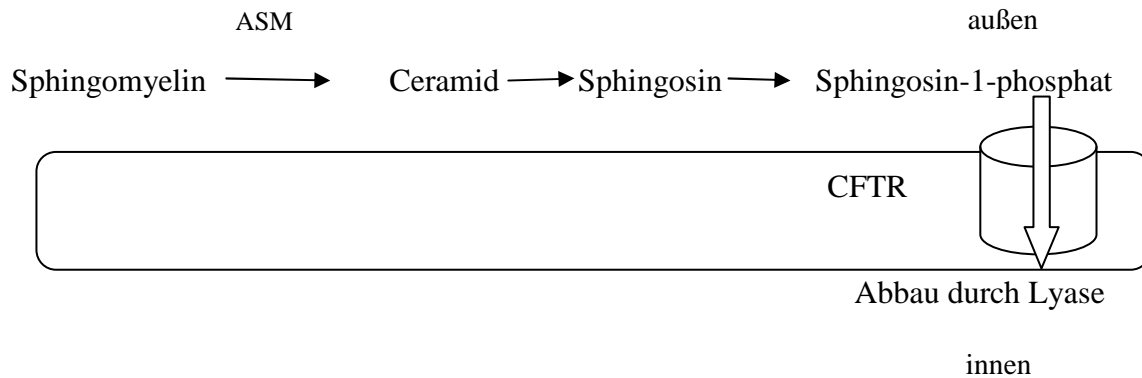 ASM außen
Sphingomyelin Ceramid Sphingosin Sphingosin-1-phosphat
CFTR
Abbau durch Lyase
innen